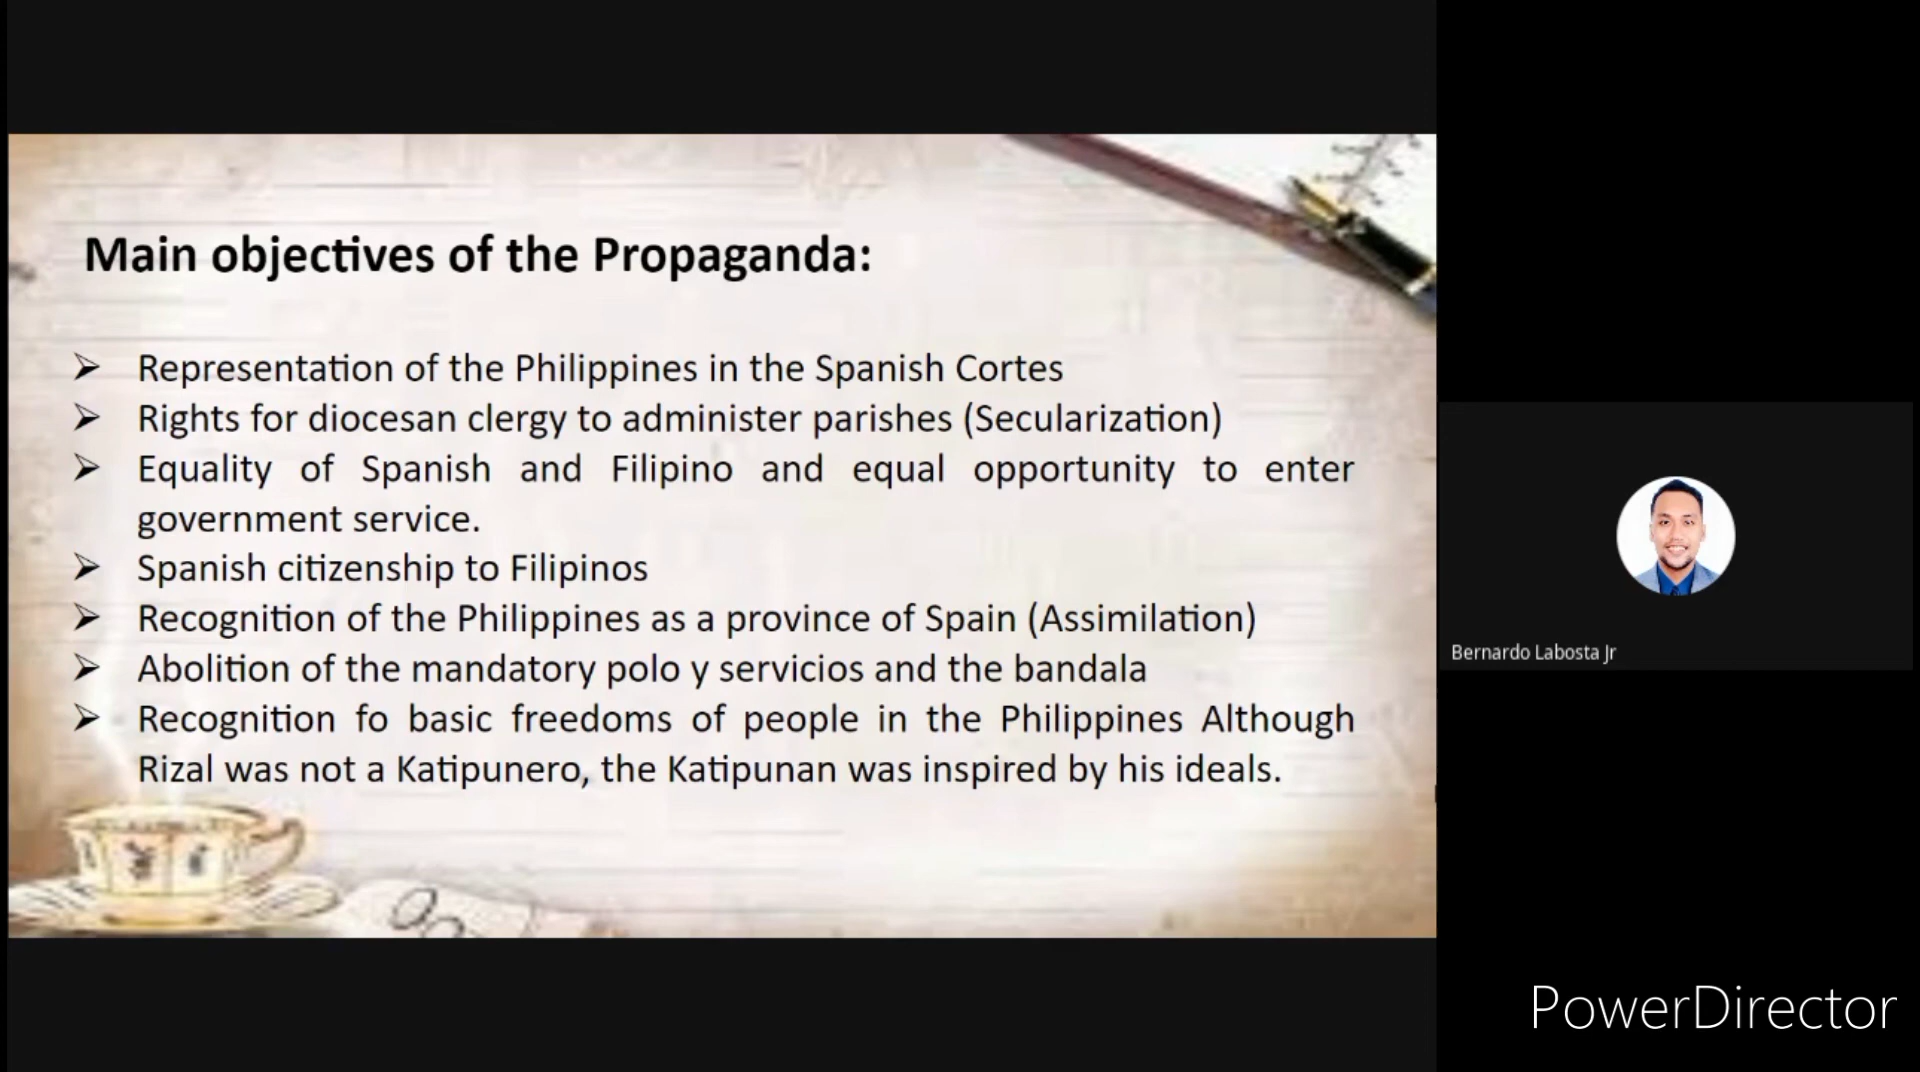 Main objectives of the Propaganda:
➢ Representation of the Philippines in the Spanish Cortes
➢ Rights for diocesan clergy to administer parishes (Secularization)
➢ Equality of Spanish and Filipino and equal opportunity to enter
government service.
➢ Spanish citizenship to Filipinos
➢ Recognition of the Philippines as a province of Spain (Assimilation)
➢ Abolition of the mandatory polo y servicios and the bandala
➢ Recognition fo basic freedoms of people in the Philippines Although
Rizal was not a Katipunero, the Katipunan was inspired by his ideals.
Bernardo Labosta Jr
PowerDirector